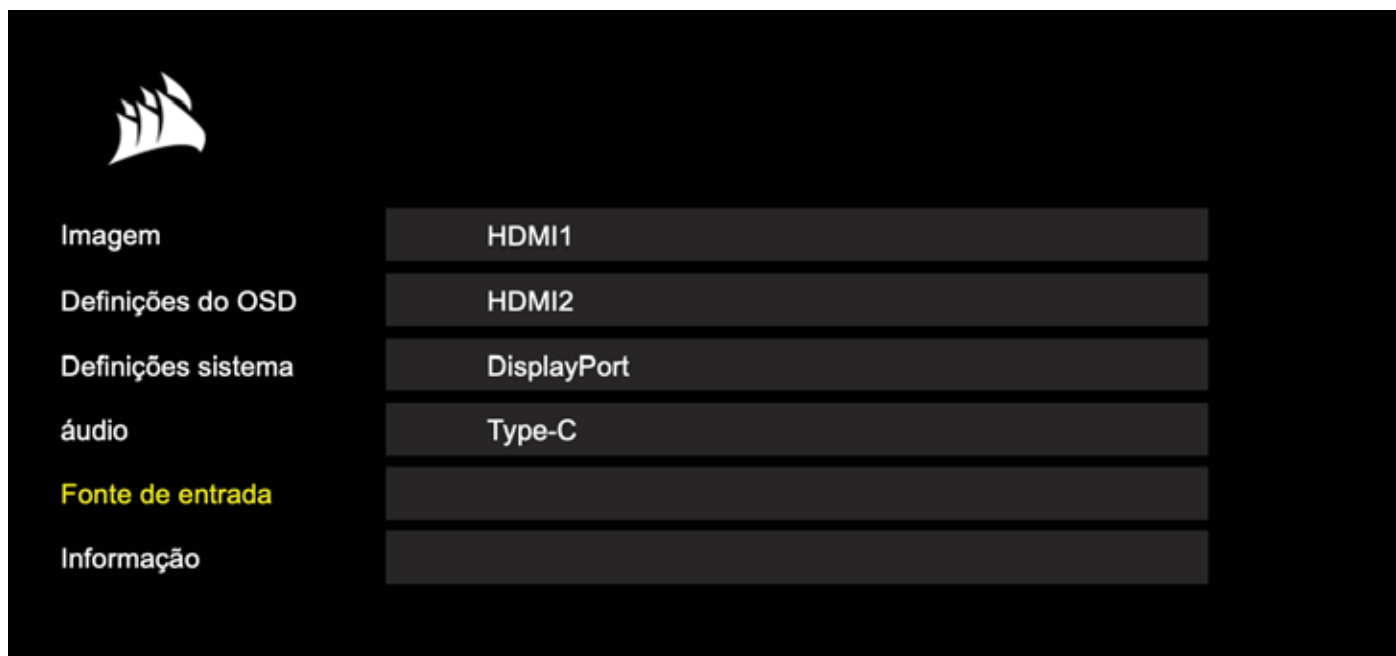 Imagem HDMI1
Definições do OSD HDMI2
Definições sistema DisplayPort
áudio Type-C
Fonte de entrada
Informação